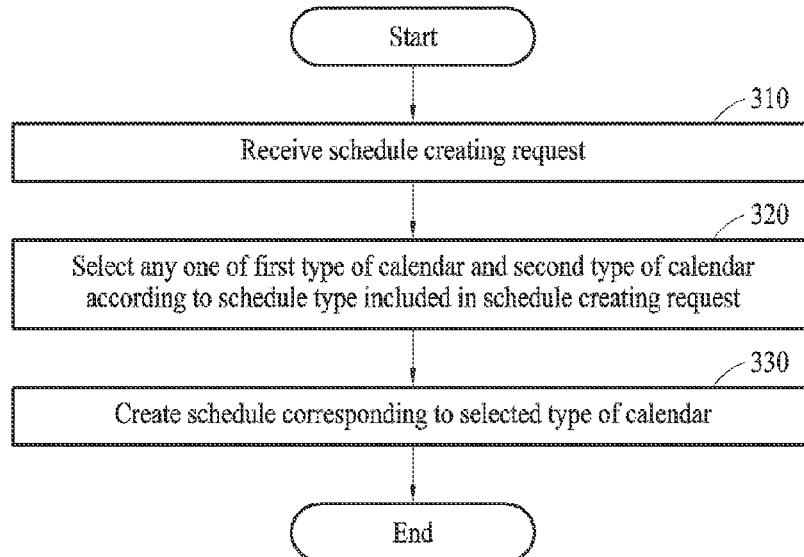 Start
310
Receive schedule creating request
320
Select any one of first type of calendar and second type of calendar
according to schedule type included in schedule creating request
330
Create schedule corresponding to selected type of calendar
End